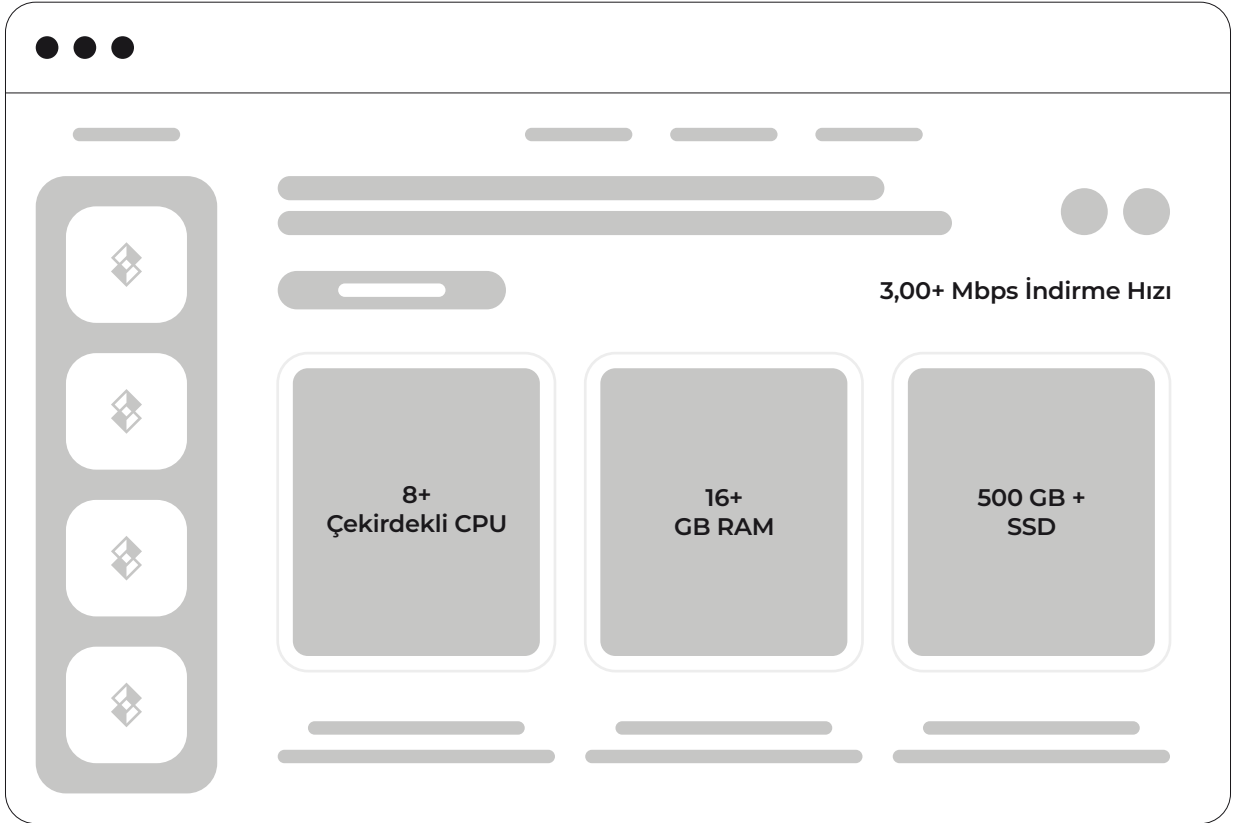 3,00+ Mbps İndirme Hızı
8+
Çekirdekli CPU
16+
GB RAM
500 GB +
SSD